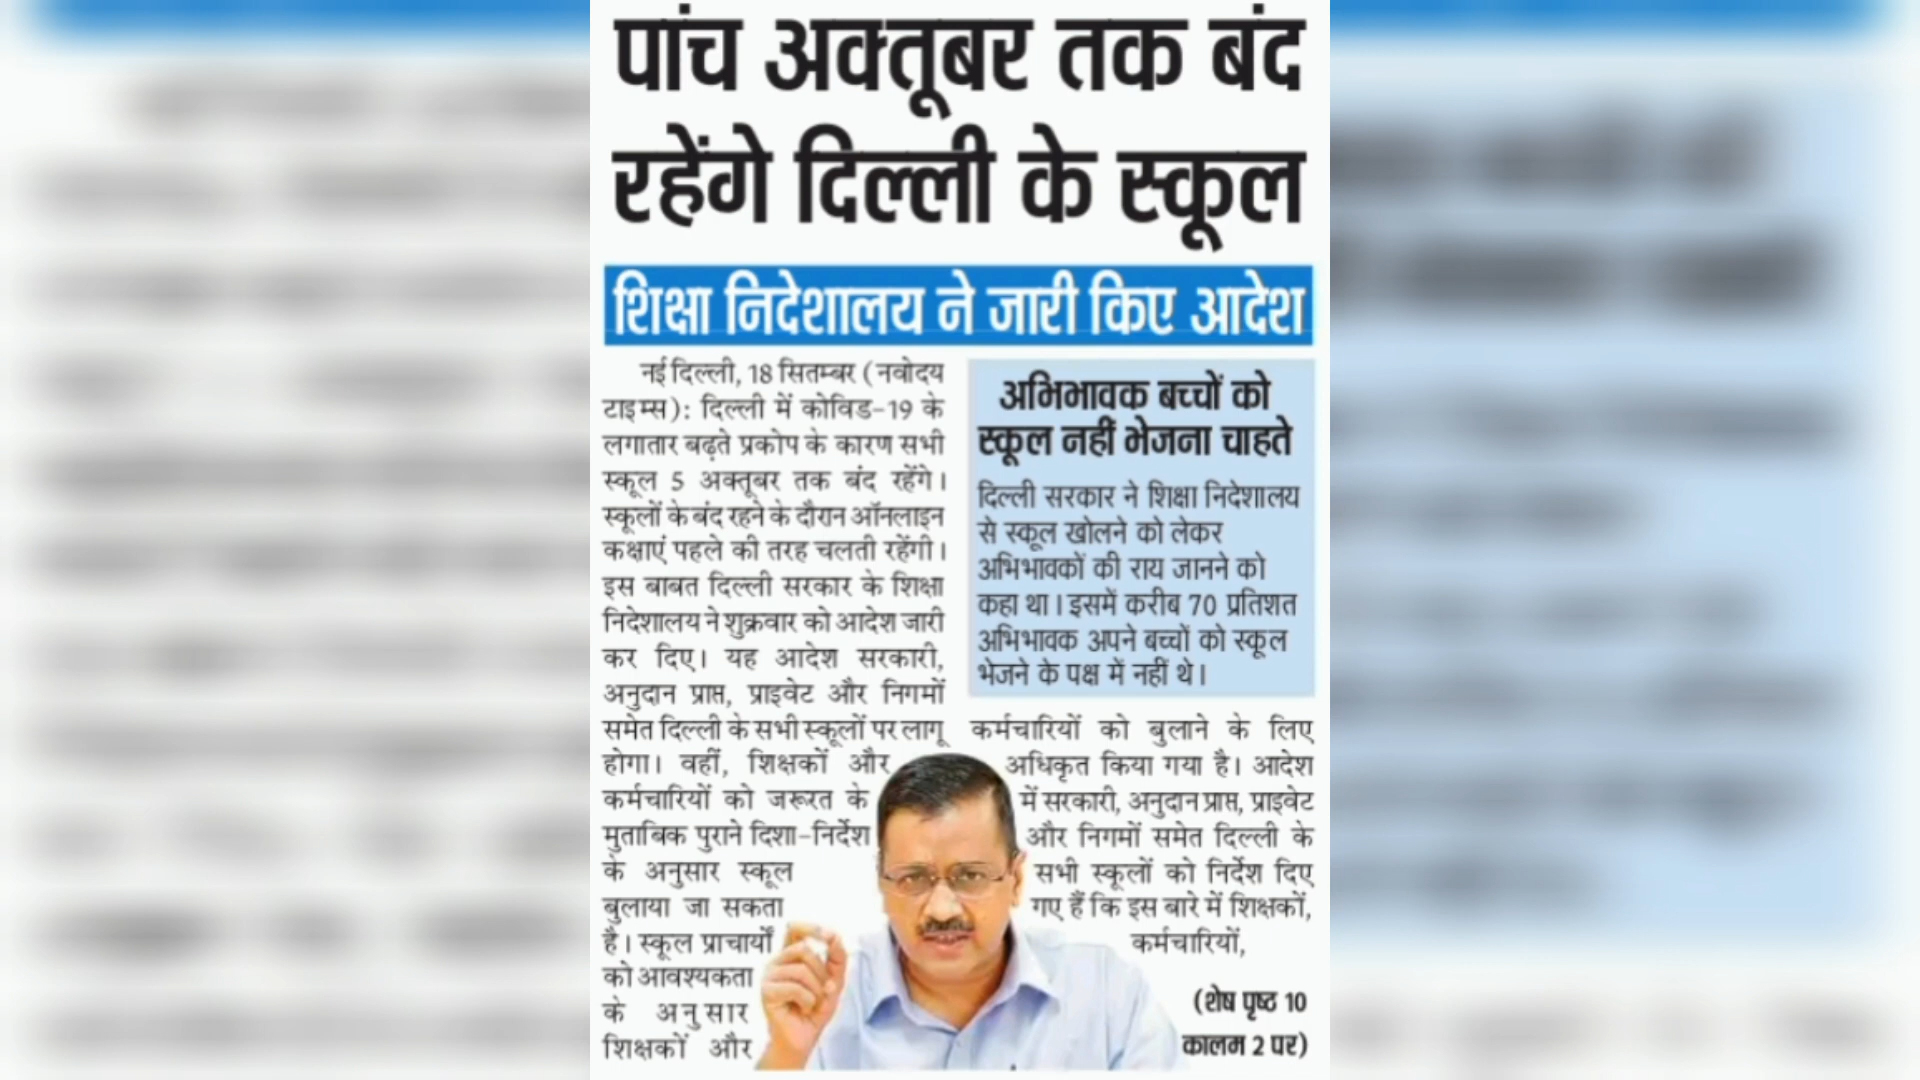 पांच अक्तूबर तक बंद
रहेंगे दिल्ली के स्कूल
शिक्षा निदेशालय ने जारी किए आदेश
नई दिल्ली, 18 सितम्बर (नवोदय
टाइम्स): दिल्ली में कोविड-19 के
लगातार बढ़ते प्रकोप के कारण सभी
स्कूल 5 अक्तूबर तक बंद रहेंगे।
स्कूलों के बंद रहने के दौरान ऑनलाइन
कक्षाएं पहले की तरह चलती रहेंगी।
इस बाबत दिल्ली सरकार के शिक्षा
निदेशालय ने शुक्रवार को आदेश जारी
कर दिए। यह आदेश सरकारी,
अनुदान प्राप्त, प्राइवेट और निगमों
समेत दिल्ली के सभी स्कूलों पर लागू
होगा। वहीं, शिक्षकों और
कर्मचारियों को जरूरत के
मुताबिक पुराने दिशा-निर्देश
के अनुसार स्कूल
बुलाया जा सकता
है। स्कूल प्राचार्यों
को आवश्यकता
के अनुसार
शिक्षकों और
अभिभावक बच्चों को
स्कूल नहीं भेजना चाहते
दिल्ली सरकार ने शिक्षा निदेशालय
से स्कूल खोलने को लेकर
अभिभावकों की राय जानने को
कहा था। इसमें करीब 70 प्रतिशत
अभिभावक अपने बच्चों को स्कूल
भेजने के पक्ष में नहीं थे।
कर्मचारियों को बुलाने के लिए
अधिकृत किया गया है। आदेश
में सरकारी, अनुदान प्राप्त, प्राइवेट
और निगमों समेत दिल्ली के
सभी स्कूलों को निर्देश दिए
गए हैं कि इस बारे में शिक्षकों,
कर्मचारियों,
(शेष पृष्ठ 10
कालम 2 पर)